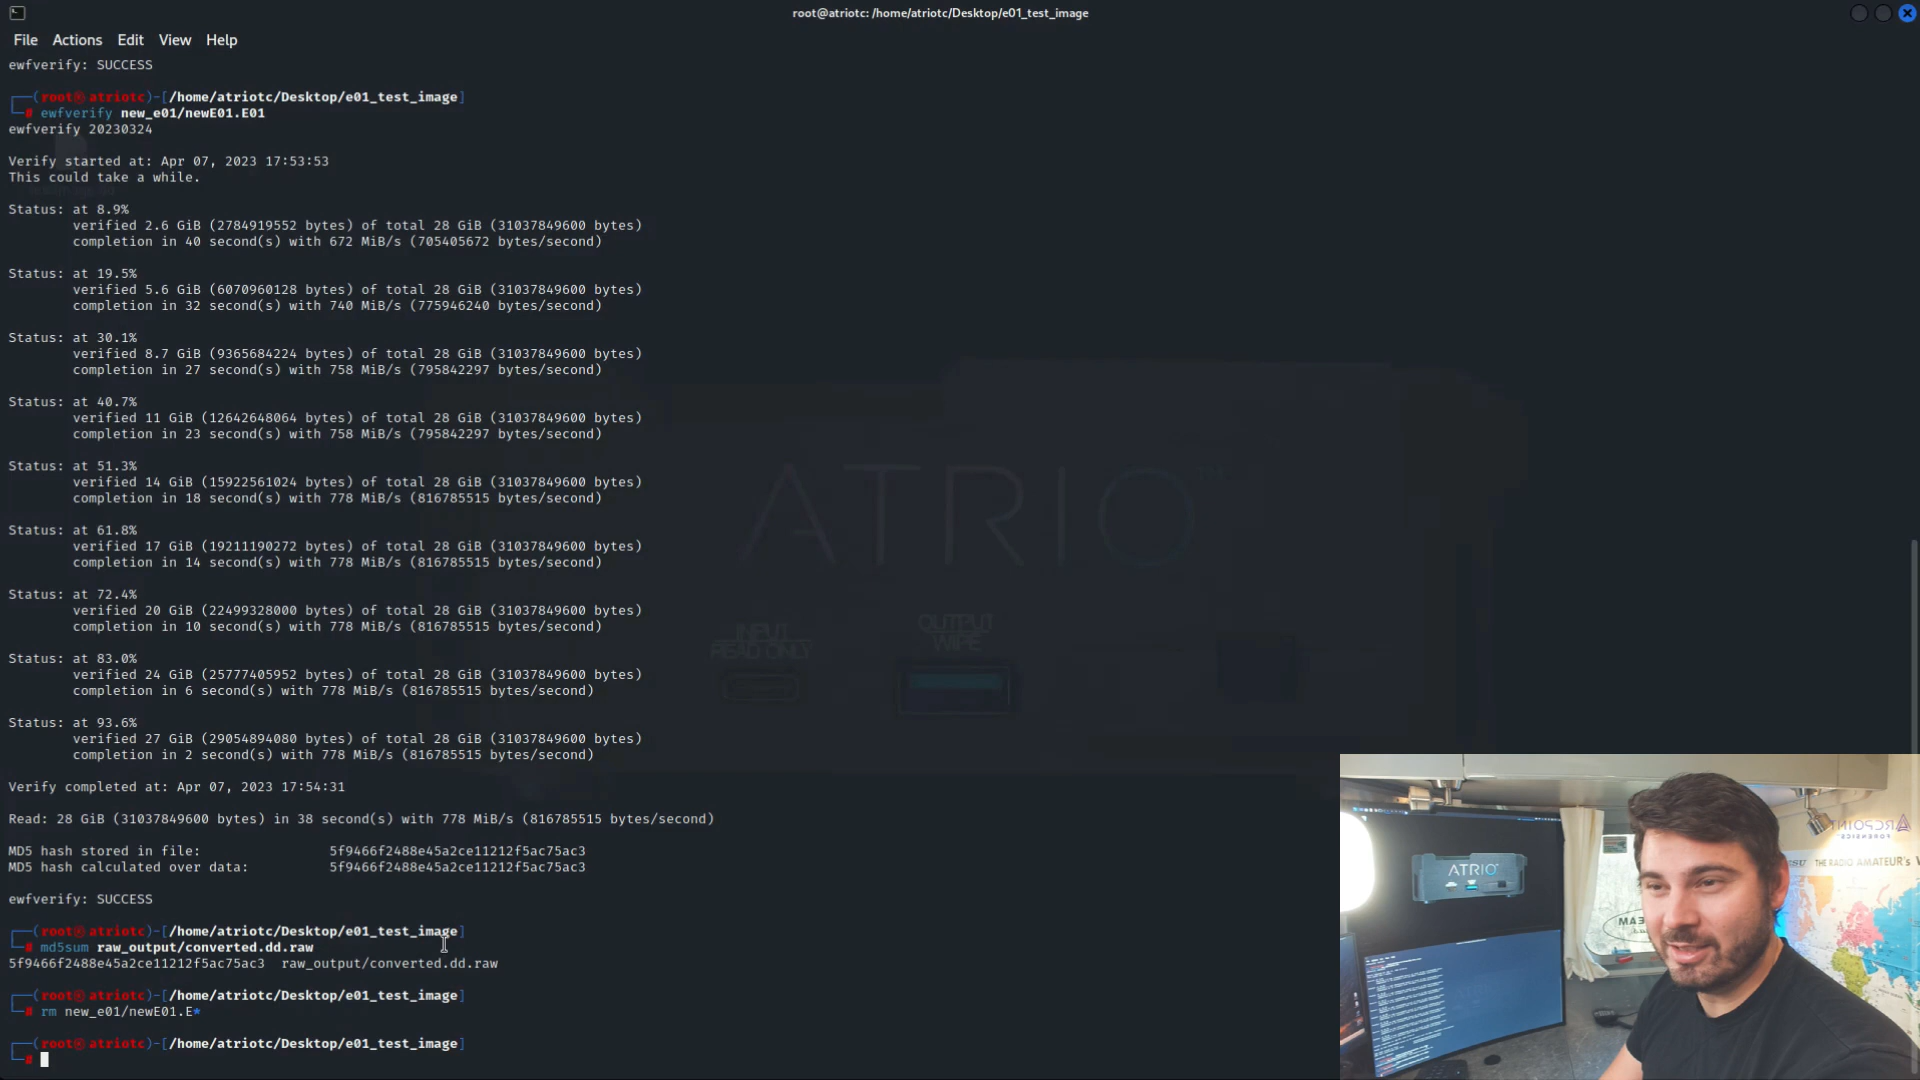 root@atriotc: /home/atriotc/Desktop/e01_test_image
File Actions Edit View Help
ewfverify: SUCCESS
┌──(root㉿atriotc)-[/home/atriotc/Desktop/e01_test_image]
└─# ewfverify new_e01/newE01.E01
ewfverify 20230324
Verify started at: Apr 07, 2023 17:53:53
This could take a while.
Status: at 8.9%
verified 2.6 GiB (2784919552 bytes) of total 28 GiB (31037849600 bytes)
completion in 40 second(s) with 672 MiB/s (705405672 bytes/second)
Status: at 19.5%
verified 5.6 GiB (6070960128 bytes) of total 28 GiB (31037849600 bytes)
completion in 32 second(s) with 740 MiB/s (775946240 bytes/second)
Status: at 30.1%
verified 8.7 GiB (9365684224 bytes) of total 28 GiB (31037849600 bytes)
completion in 27 second(s) with 758 MiB/s (795842297 bytes/second)
Status: at 40.7%
verified 11 GiB (12642648064 bytes) of total 28 GiB (31037849600 bytes)
completion in 23 second(s) with 758 MiB/s (795842297 bytes/second)
Status: at 51.3%
verified 14 GiB (15922561024 bytes) of total 28 GiB (31037849600 bytes)
completion in 18 second(s) with 778 MiB/s (816785515 bytes/second)
Status: at 61.8%
verified 17 GiB (19211190272 bytes) of total 28 GiB (31037849600 bytes)
completion in 14 second(s) with 778 MiB/s (816785515 bytes/second)
Status: at 72.4%
verified 20 GiB (22499328000 bytes) of total 28 GiB (31037849600 bytes)
completion in 10 second(s) with 778 MiB/s (816785515 bytes/second)
Status: at 83.0%
verified 24 GiB (25777405952 bytes) of total 28 GiB (31037849600 bytes)
completion in 6 second(s) with 778 MiB/s (816785515 bytes/second)
Status: at 93.6%
verified 27 GiB (29054894080 bytes) of total 28 GiB (31037849600 bytes)
completion in 2 second(s) with 778 MiB/s (816785515 bytes/second)
Verify completed at: Apr 07, 2023 17:54:31
Read: 28 GiB (31037849600 bytes) in 38 second(s) with 778 MiB/s (816785515 bytes/second)
MD5 hash stored in file: 5f9466f2488e45a2ce11212f5ac75ac3
MD5 hash calculated over data: 5f9466f2488e45a2ce11212f5ac75ac3
ewfverify: SUCCESS
┌──(root㉿atriotc)-[/home/atriotc/Desktop/e01_test_image]
└─# md5sum raw_output/converted.dd.raw
5f9466f2488e45a2ce11212f5ac75ac3 raw_output/converted.dd.raw
┌──(root㉿atriotc)-[/home/atriotc/Desktop/e01_test_image]
└─# rm new_e01/newE01.E*
┌──(root㉿atriotc)-[/home/atriotc/Desktop/e01_test_image]
└─#
ATRIO
INPUT
READ ONLY
OUTPUT
WIPE
ATRIO
ARCPOINT
FORENSICS
THE RADIO AMATEUR'S